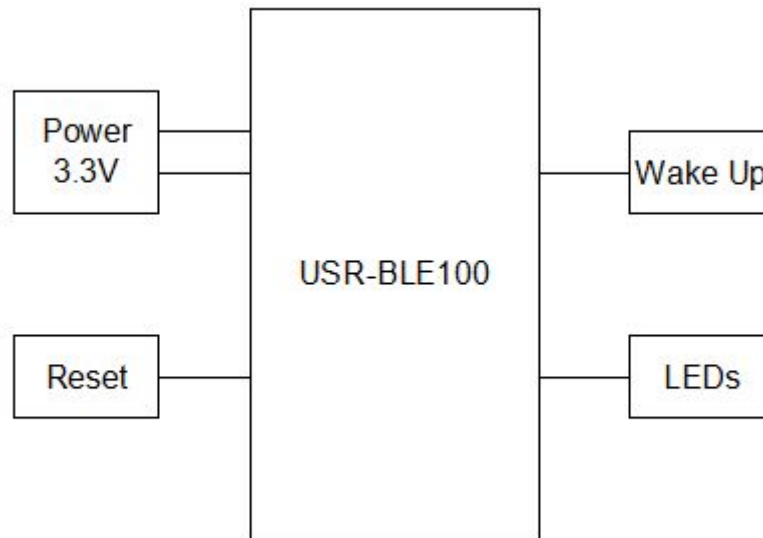 Power
3.3V
Wake Up
USR-BLE100
Reset
LEDs